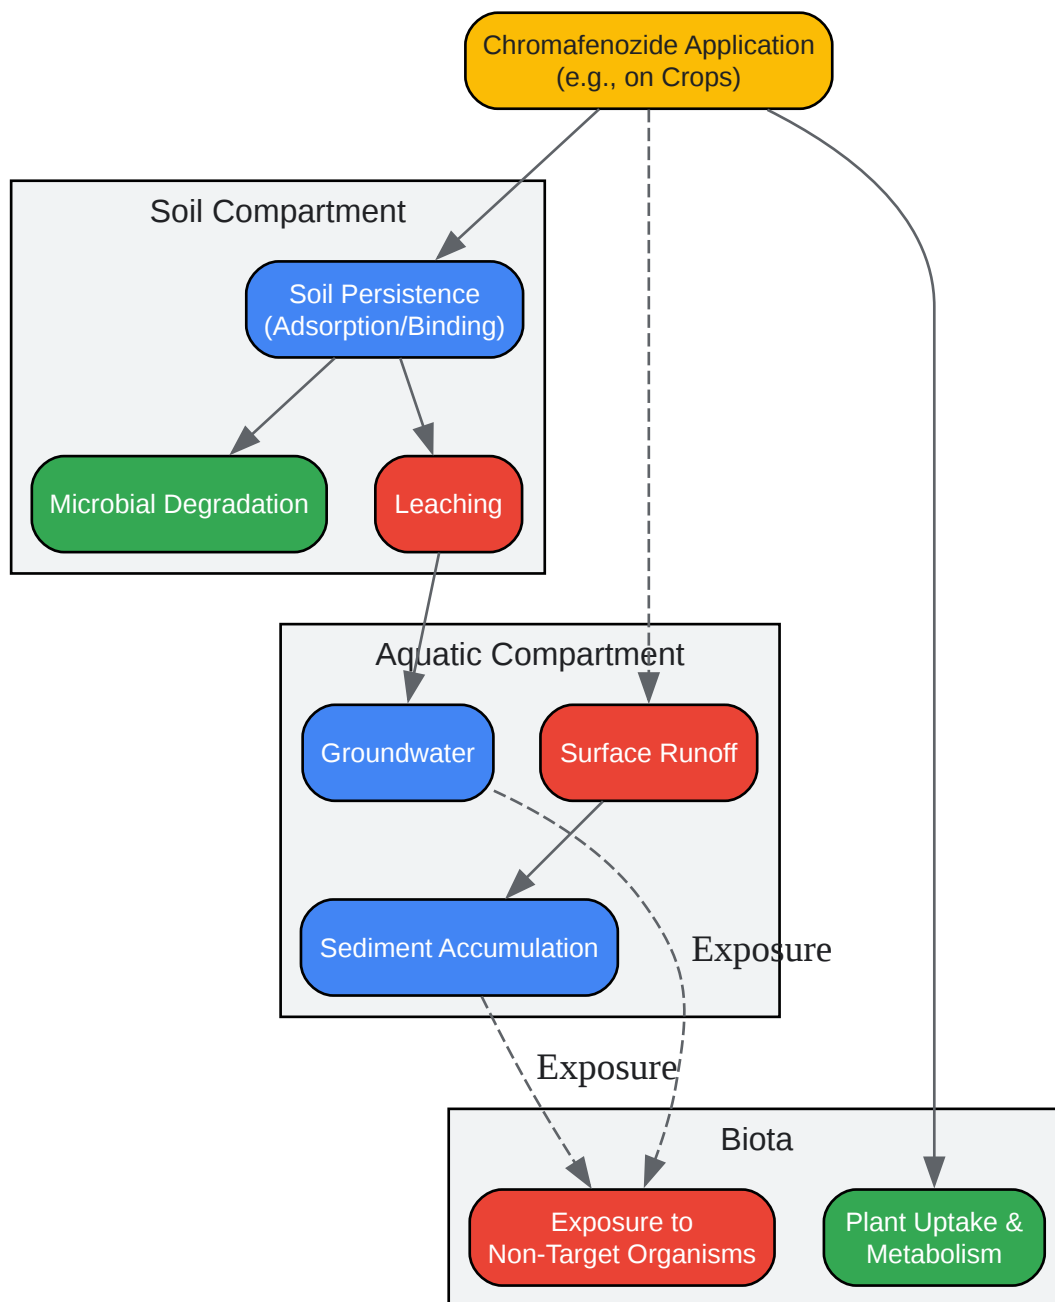 Chromafenozide Application
(e.g., on Crops)
Soil Compartment
Soil Persistence
(Adsorption/Binding)
Microbial Degradation
Leaching
Aquatic Compartment
Groundwater
Surface Runoff
Sediment Accumulation
Exposure
Exposure
Biota
Exposure to
Non-Target Organisms
Plant Uptake &
Metabolism